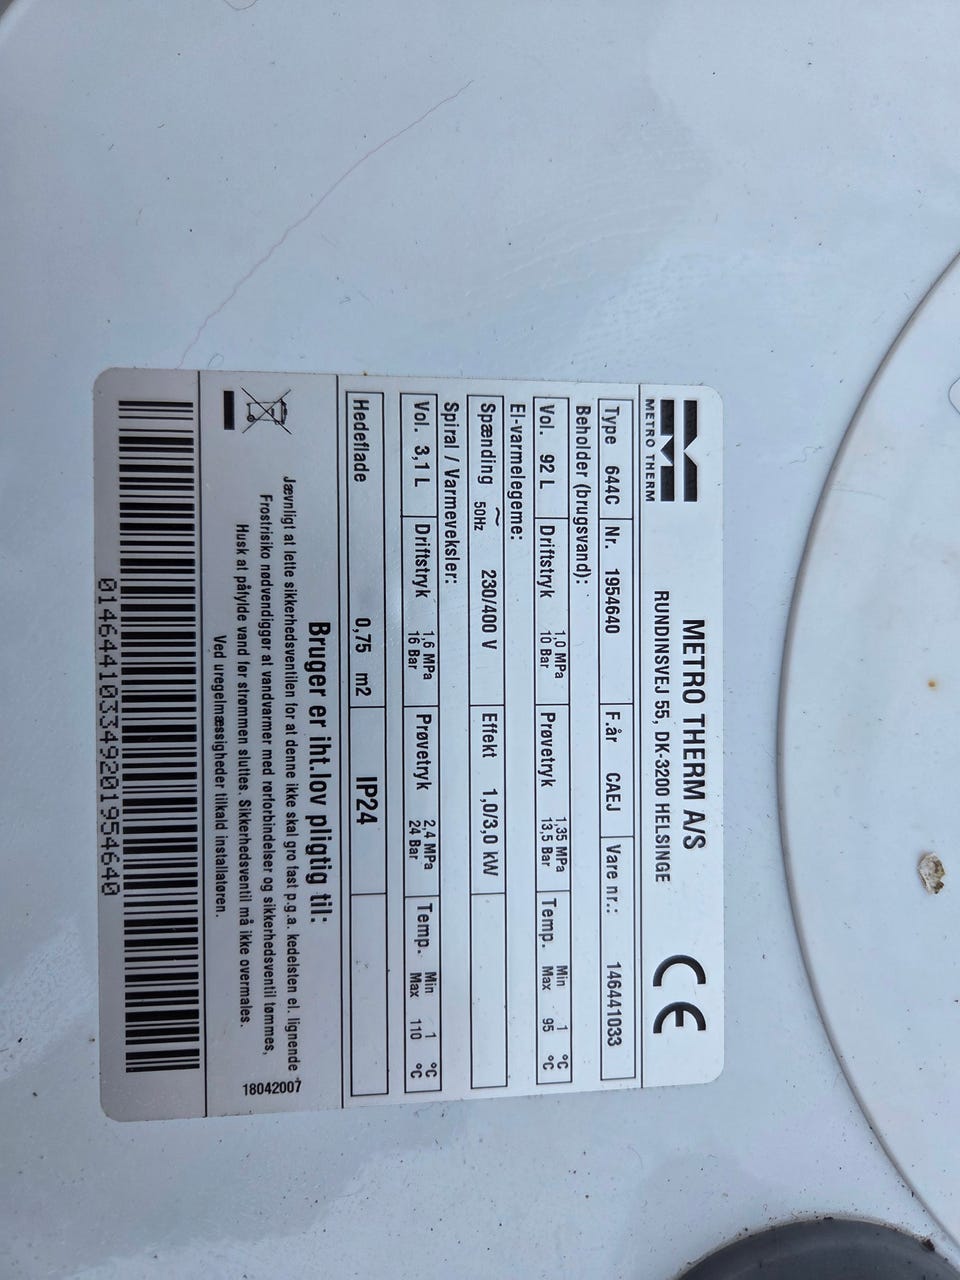 METRO THERM
METRO THERM A/S
RUNDINSVEJ 55, DK-3200 HELSINGE
CE
Type 644C Nr. 1954640 F.år CAEJ Vare nr.: 146441033
Beholder (brugsvand):
Vol. 92 L Driftstryk 1,0 MPa 10 Bar Prøvetryk 1,35 MPa 13,5 Bar Temp. Min 1 °C Max 95 °C
El-varmelegeme:
Spænding ~ 50Hz 230/400 V Effekt 1,0/3,0 kW
Spiral / Varmeveksler:
Vol. 3,1 L Driftstryk 1,6 MPa 16 Bar Prøvetryk 2,4 MPa 24 Bar Temp. Min 1 °C Max 110 °C
Hedeflade 0,75 m2 IP24
Bruger er iht.lov pligtig til:
Jævnligt at lette sikkerhedsventilen for at denne ikke skal gro fast p.g.a. kedelsten el. lignende
Frostrisiko nødvendiggør at vandvarmer med rørforbindelser og sikkerhedsventil tømmes,
Husk at påfylde vand før strømmen sluttes. Sikkerhedsventil må ikke overmales.
Ved uregelmæssigheder tilkald installatøren.
18042007
014644103349201954640